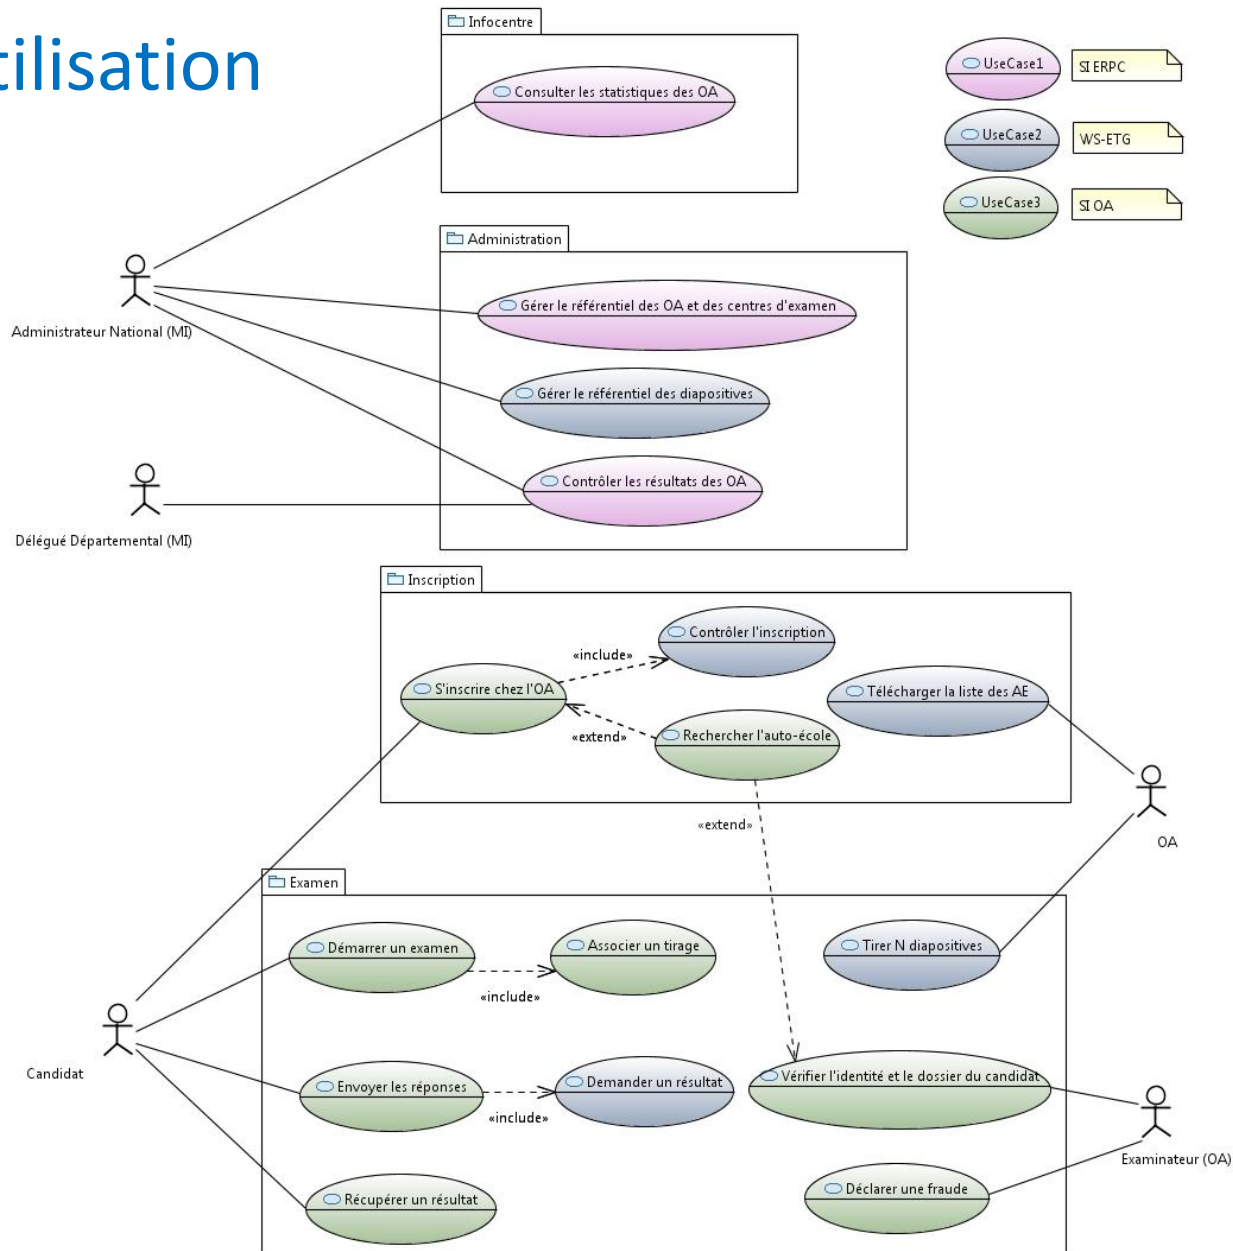 tilisation
Infocentre
Consulter les statistiques des OA
UseCase1
SI ERPC
UseCase2
WS-ETG
UseCase3
SI OA
Administration
Gérer le référentiel des OA et des centres d'examen
Administrateur National (MI)
Gérer le référentiel des diapositives
Contrôler les résultats des OA
Délégué Départemental (MI)
Inscription
Contrôler l'inscription
«include»
S'inscrire chez l'OA
Télécharger la liste des AE
«extend»
Rechercher l'auto-école
«extend»
OA
Examen
Démarrer un examen
Associer un tirage
Tirer N diapositives
«include»
Candidat
Envoyer les réponses
Demander un résultat
Vérifier l'identité et le dossier du candidat
«include»
Examinateur (OA)
Récupérer un résultat
Déclarer une fraude